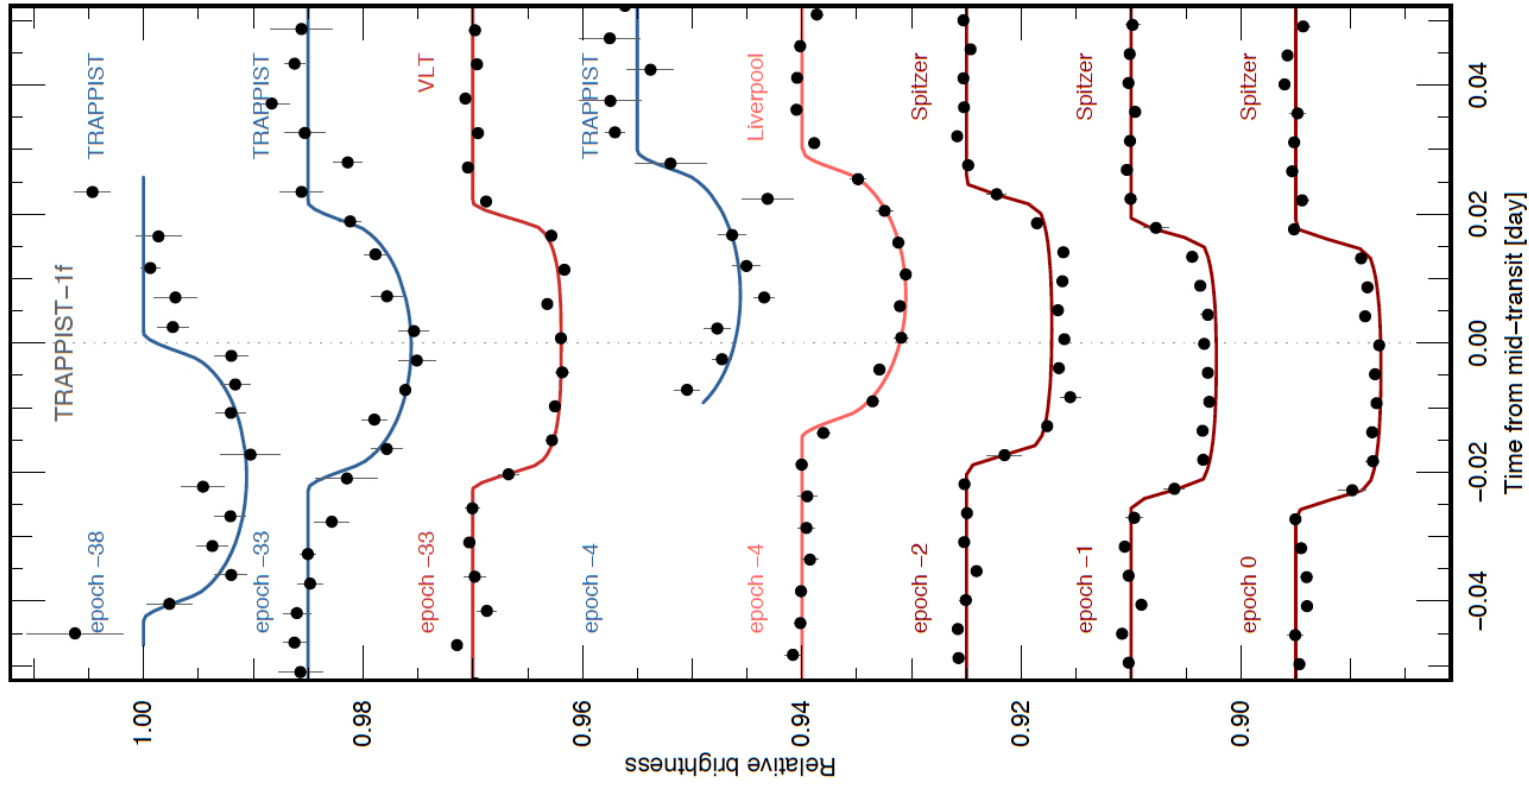 TRAPPIST−1f
epoch −38 TRAPPIST
epoch −33 TRAPPIST
epoch −33 VLT
epoch −4 TRAPPIST
epoch −4 Liverpool
epoch −2 Spitzer
epoch −1 Spitzer
epoch 0 Spitzer
1.00
0.98
0.96
0.94
0.92
0.90
Relative brightness
−0.04 −0.02 0.00 0.02 0.04
Time from mid−transit [day]